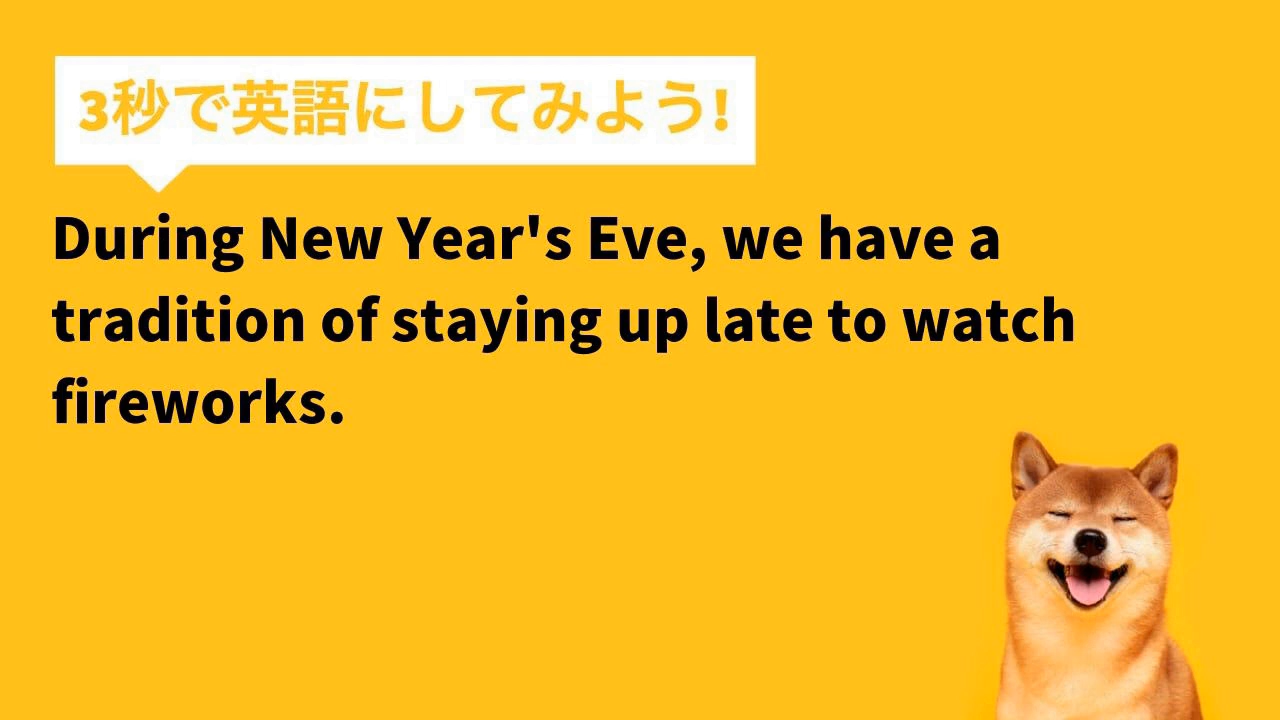 3秒で英語にしてみよう!
During New Year's Eve, we have a
tradition of staying up late to watch
fireworks.